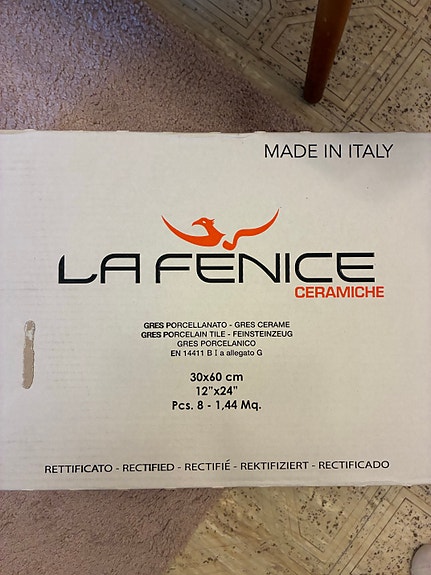 MADE IN ITALY
LA FENICE
CERAMICHE
GRES PORCELLANATO - GRES CERAME
GRES PORCELAIN TILE - FEINSTEINZEUG
GRES PORCELANICO
EN 14411 B I a allegato G
30x60 cm
12"x24"
Pcs. 8 - 1,44 Mq.
RETTIFICATO - RECTIFIED - RECTIFIÉ - REKTIFIZIERT - RECTIFICADO